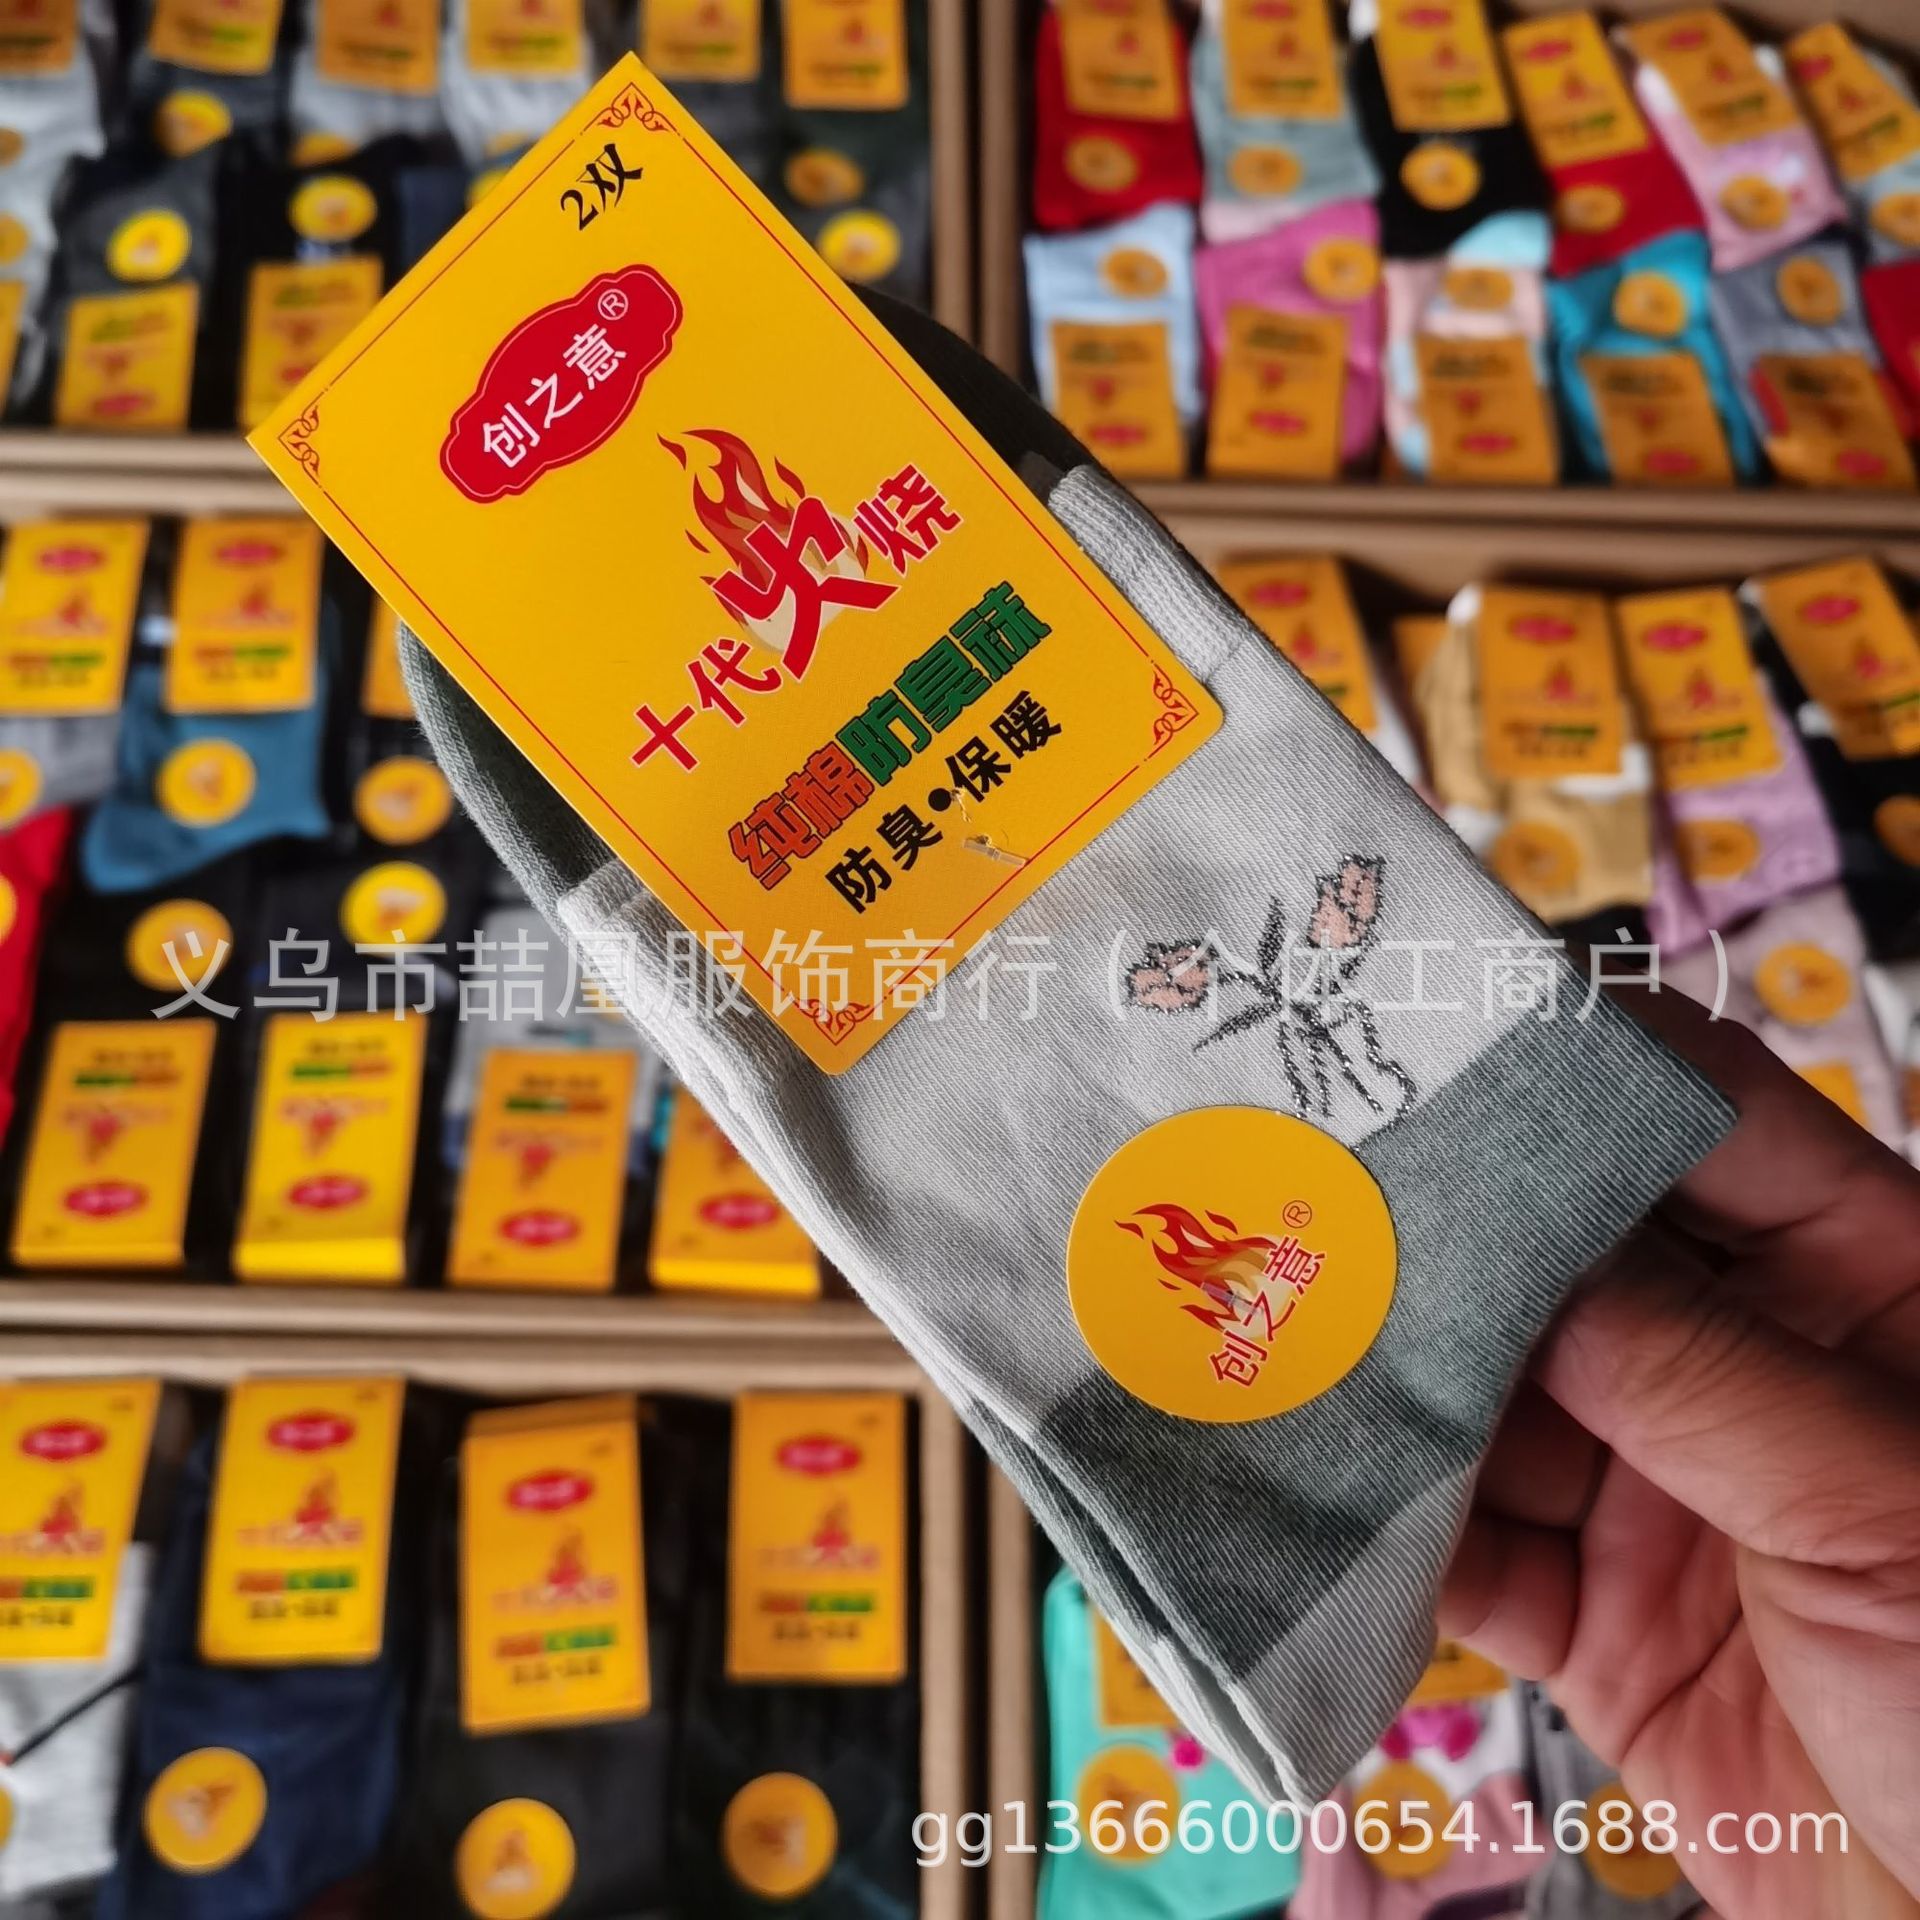 2双
创之意®
十代火烧
纯棉防臭袜
防臭·保暖
义乌市喆凰服饰商行(个体工商户)
创之意®
gg13666000654.1688.com